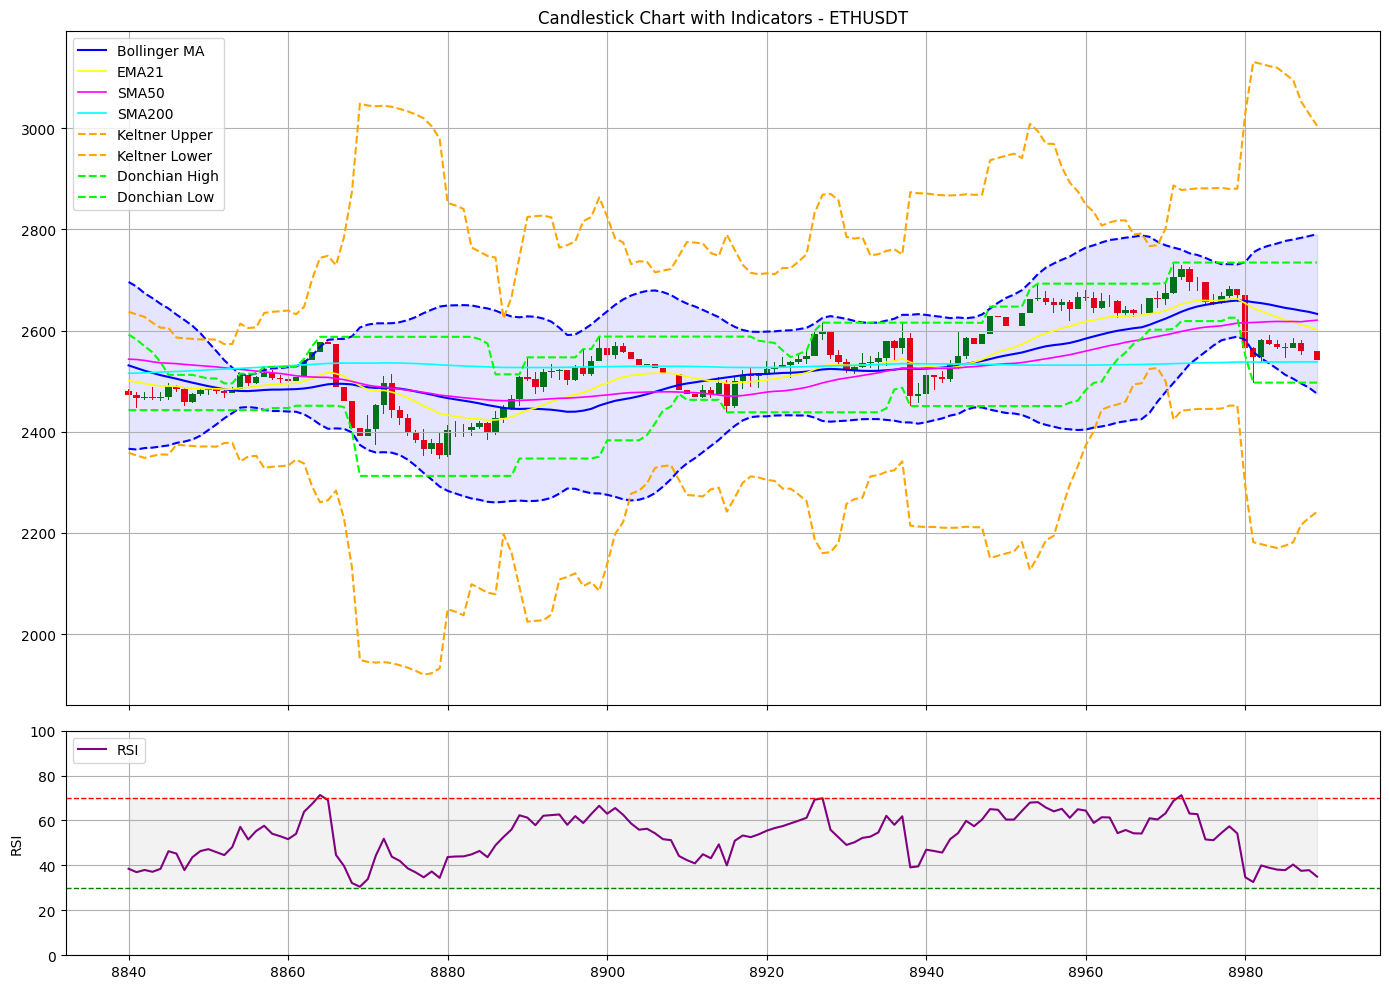 Candlestick Chart with Indicators - ETHUSDT
Bollinger MA
EMA21
SMA50
SMA200
Keltner Upper
Keltner Lower
Donchian High
Donchian Low
3000
2800
2600
2400
2200
2000
RSI
100
80
60
40
20
0
RSI
8840 8860 8880 8900 8920 8940 8960 8980